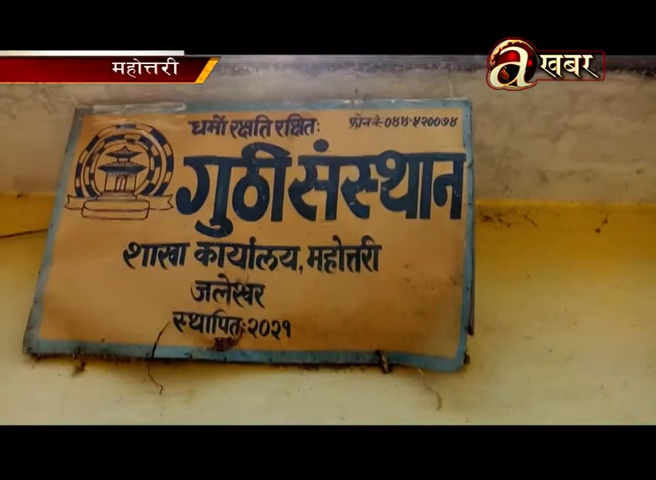 महोत्तरी
a खबर
धर्मो रक्षति रक्षित:
फोन नं.-०४४-५२००७४
गुठी संस्थान
शाखा कार्यालय, महोत्तरी
जलेश्वर
स्थापित:२०२१